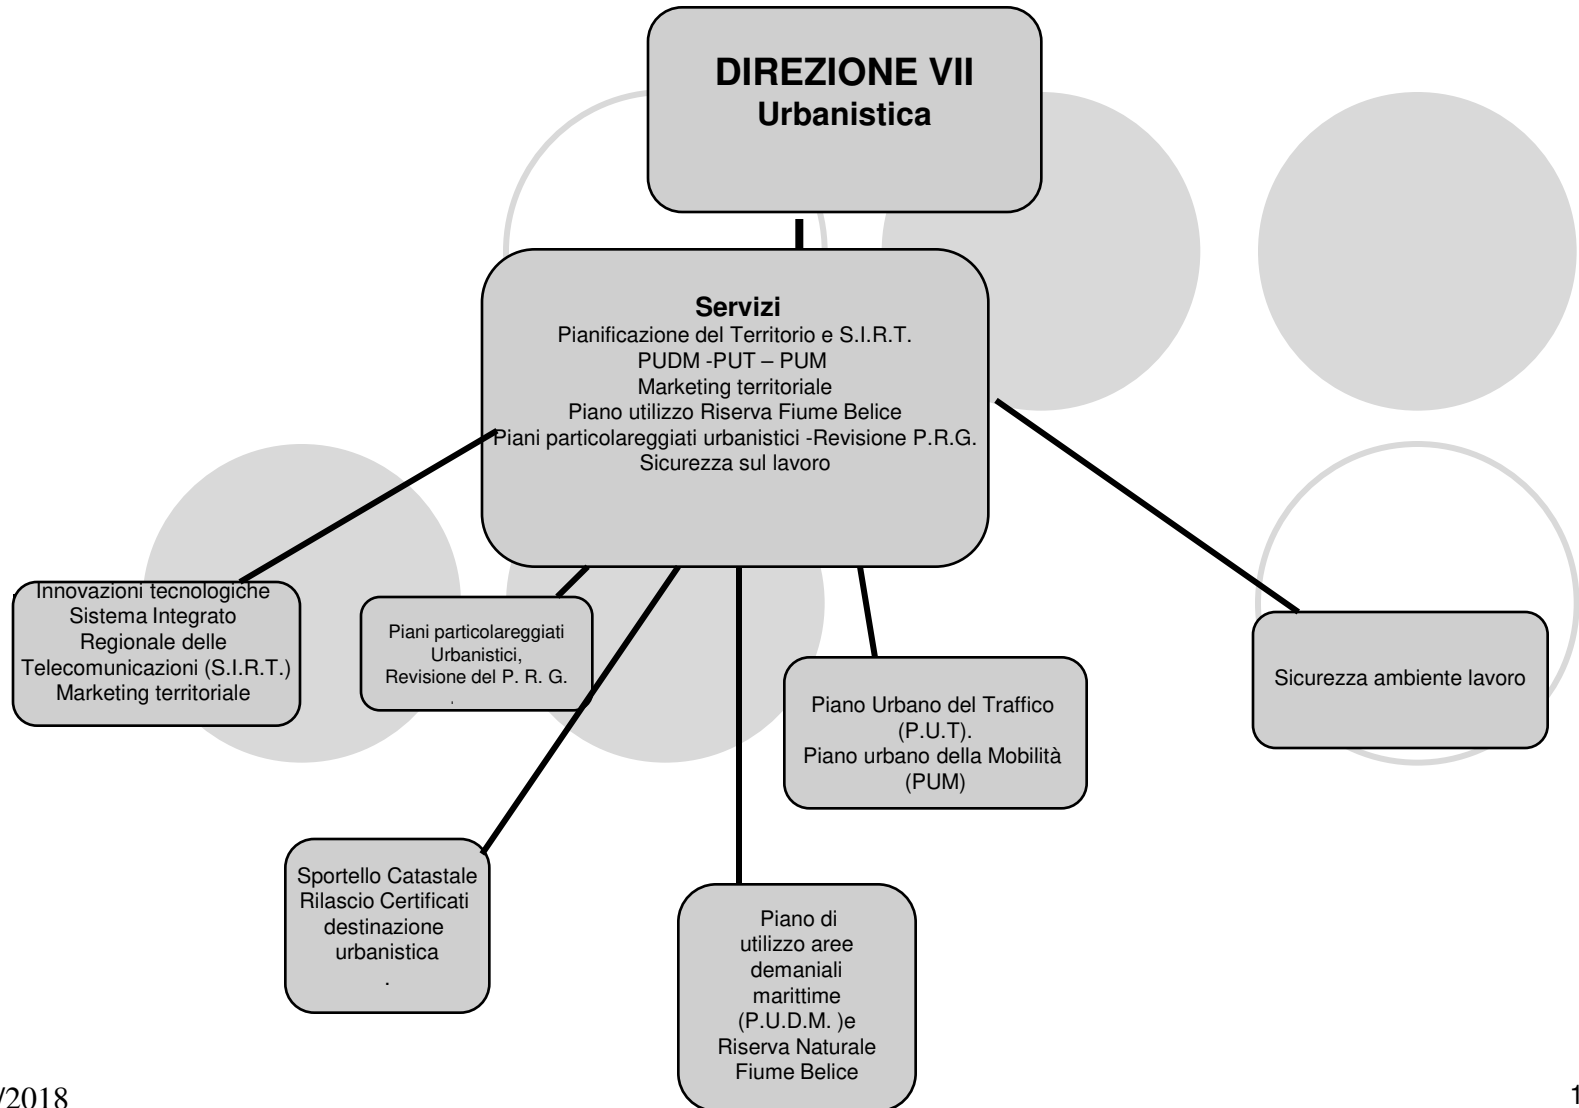 DIREZIONE VII
Urbanistica
Servizi
Pianificazione del Territorio e S.I.R.T.
PUDM -PUT – PUM
Marketing territoriale
Piano utilizzo Riserva Fiume Belice
Piani particolareggiati urbanistici -Revisione P.R.G.
Sicurezza sul lavoro
Innovazioni tecnologiche
Sistema Integrato
Regionale delle
Telecomunicazioni (S.I.R.T.)
Marketing territoriale
Piani particolareggiati
Urbanistici,
Revisione del P. R. G.
.
Piano Urbano del Traffico
(P.U.T).
Piano urbano della Mobilità
(PUM)
Sicurezza ambiente lavoro
Sportello Catastale
Rilascio Certificati
destinazione
urbanistica
.
Piano di
utilizzo aree
demaniali
marittime
(P.U.D.M. )e
Riserva Naturale
Fiume Belice
/2018
1